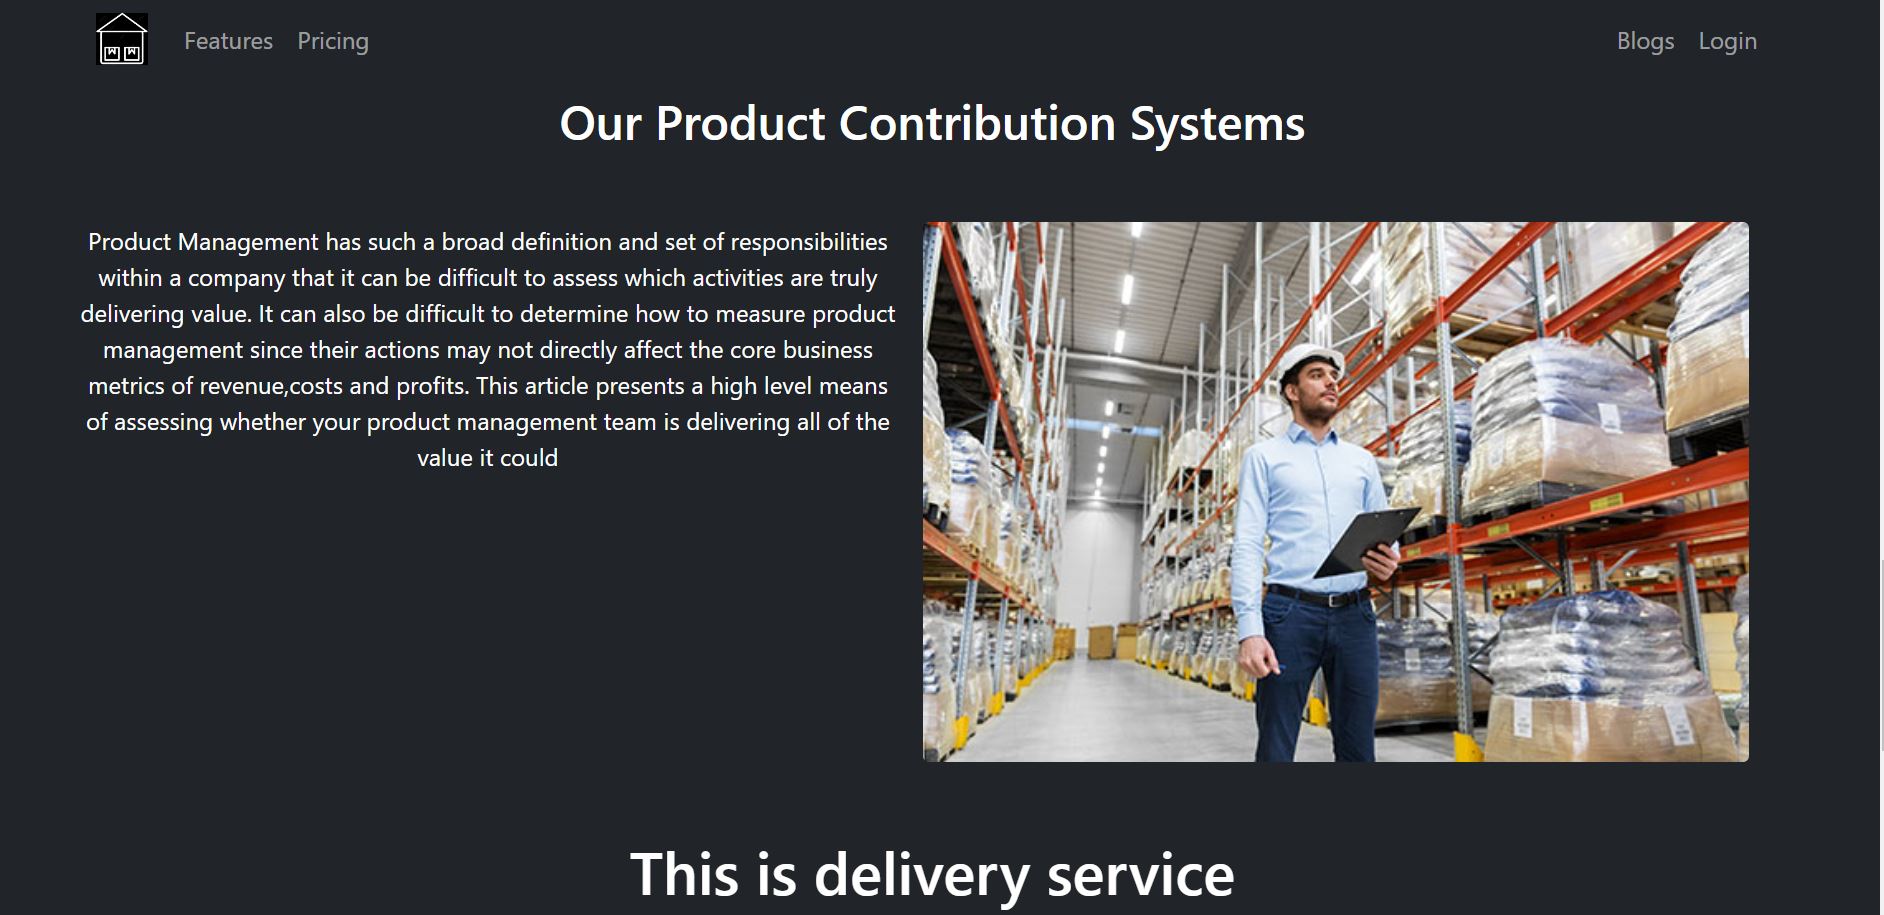 Features Pricing Blogs Login
Our Product Contribution Systems
Product Management has such a broad definition and set of responsibilities
within a company that it can be difficult to assess which activities are truly
delivering value. It can also be difficult to determine how to measure product
management since their actions may not directly affect the core business
metrics of revenue,costs and profits. This article presents a high level means
of assessing whether your product management team is delivering all of the
value it could
This is delivery service